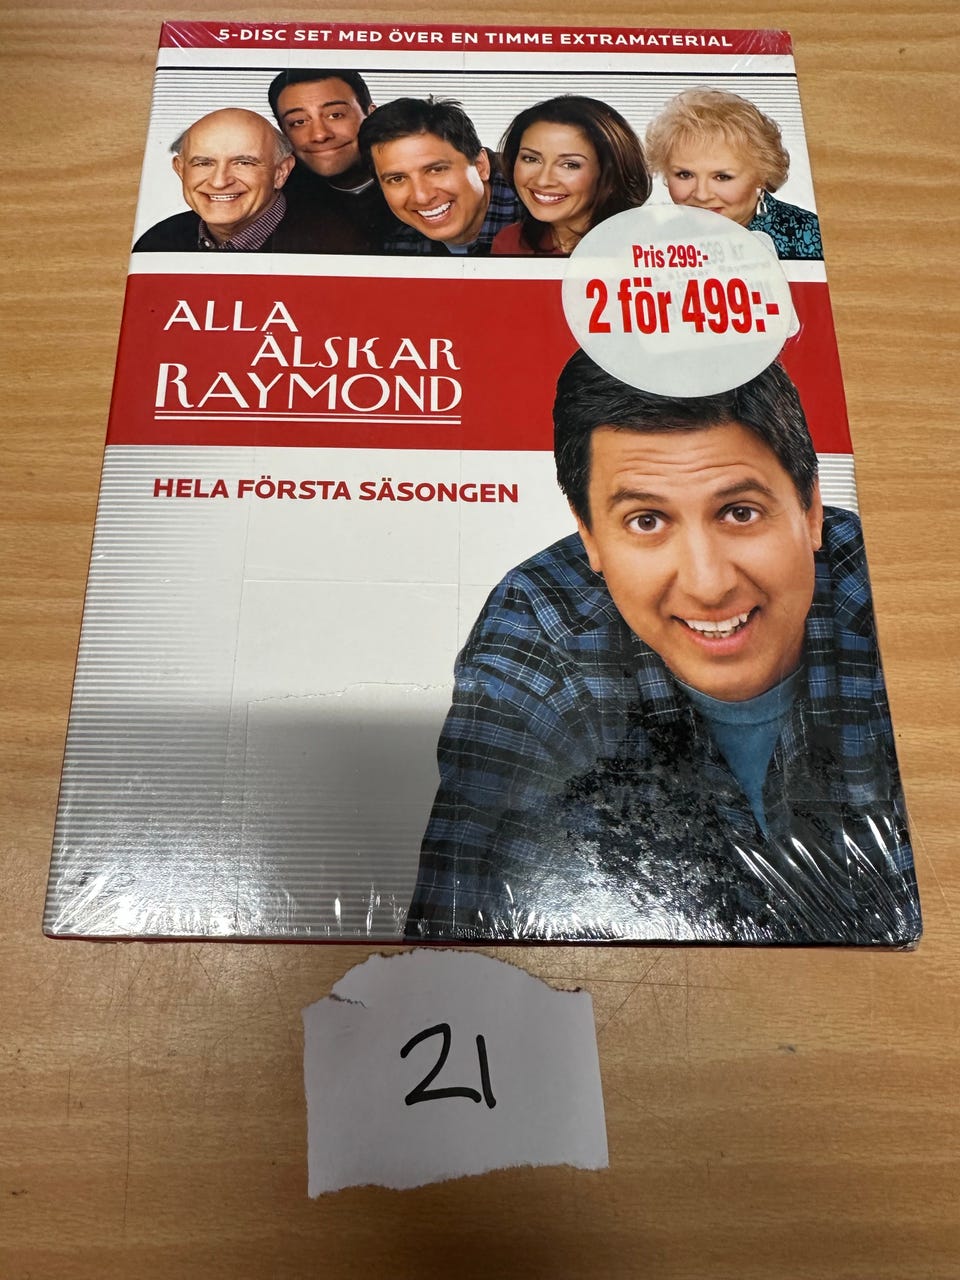 5-DISC SET MED ÖVER EN TIMME EXTRAMATERIAL
Pris 299:-
2 för 499:-
ALLA
ÄLSKAR
RAYMOND
HELA FÖRSTA SÄSONGEN
21